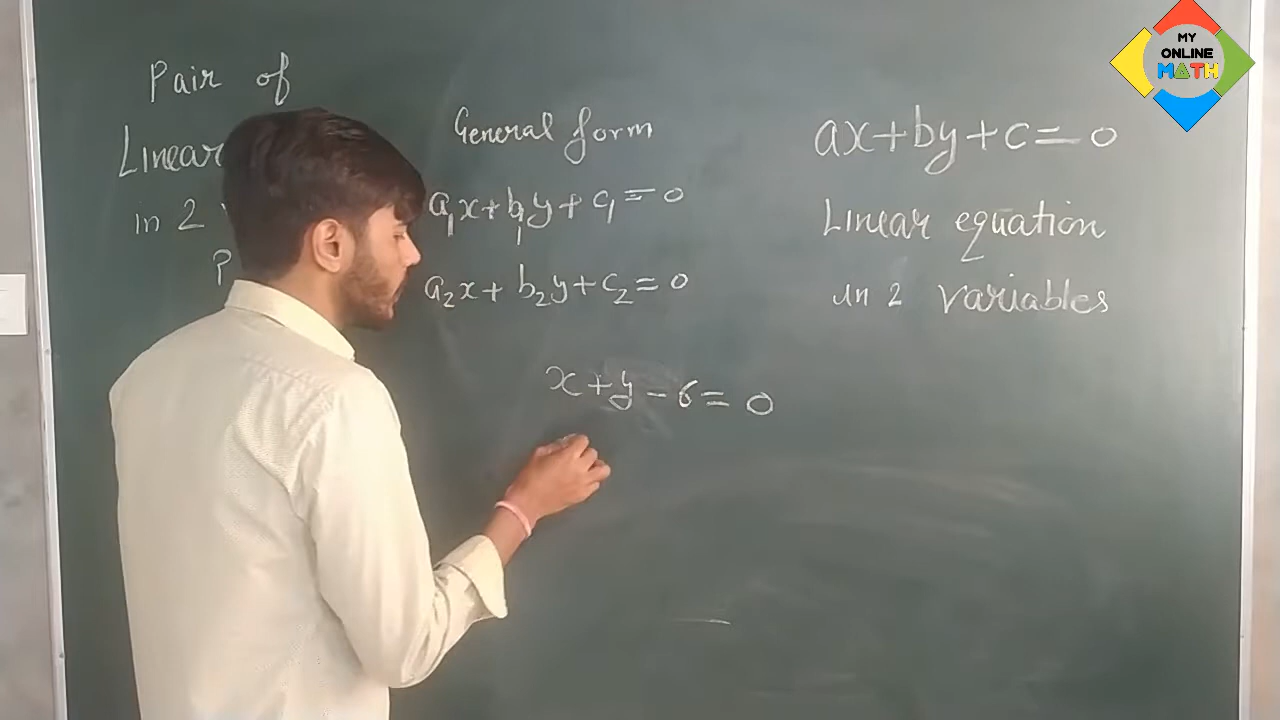 Pair of
Linear
in 2
P
General form
a₁x+b₁y+c₁=0
a₂x+b₂y+c₂=0
x+y-6=0
ax+by+c=0
Linear equation
in 2 variables
MY
ONLINE
MATH